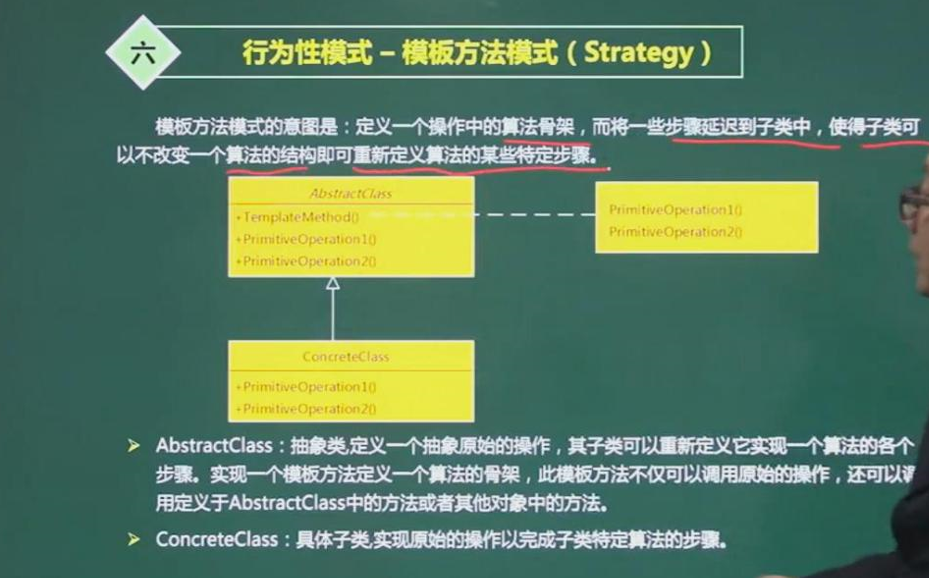 六
行为性模式 – 模板方法模式（Strategy）
模板方法模式的意图是：定义一个操作中的算法骨架，而将一些步骤延迟到子类中，使得子类可
以不改变一个算法的结构即可重新定义算法的某些特定步骤。
AbstractClass
+TemplateMethod()
+PrimitiveOperation1()
+PrimitiveOperation2()
PrimitiveOperation1()
PrimitiveOperation2()
ConcreteClass
+PrimitiveOperation1()
+PrimitiveOperation2()
➢ AbstractClass：抽象类,定义一个抽象原始的操作，其子类可以重新定义它实现一个算法的各个
步骤。实现一个模板方法定义一个算法的骨架，此模板方法不仅可以调用原始的操作，还可以调
用定义于AbstractClass中的方法或者其他对象中的方法。
➢ ConcreteClass：具体子类,实现原始的操作以完成子类特定算法的步骤。